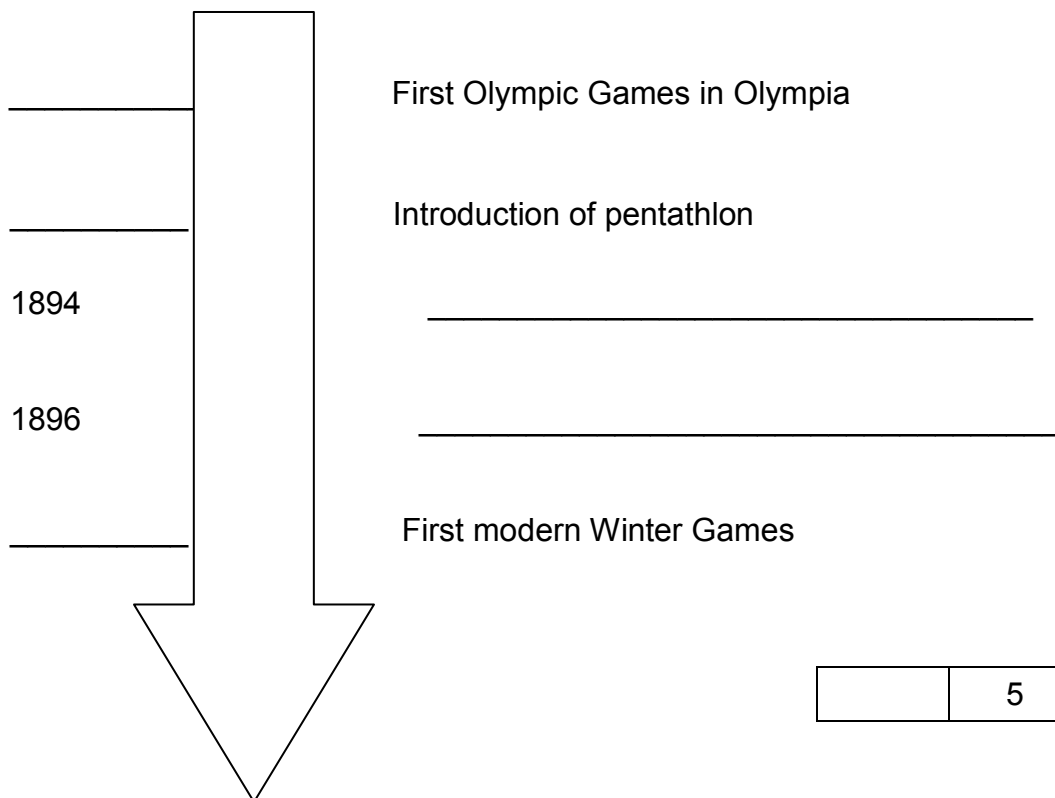 First Olympic Games in Olympia
Introduction of pentathlon
1894
1896
First modern Winter Games
5